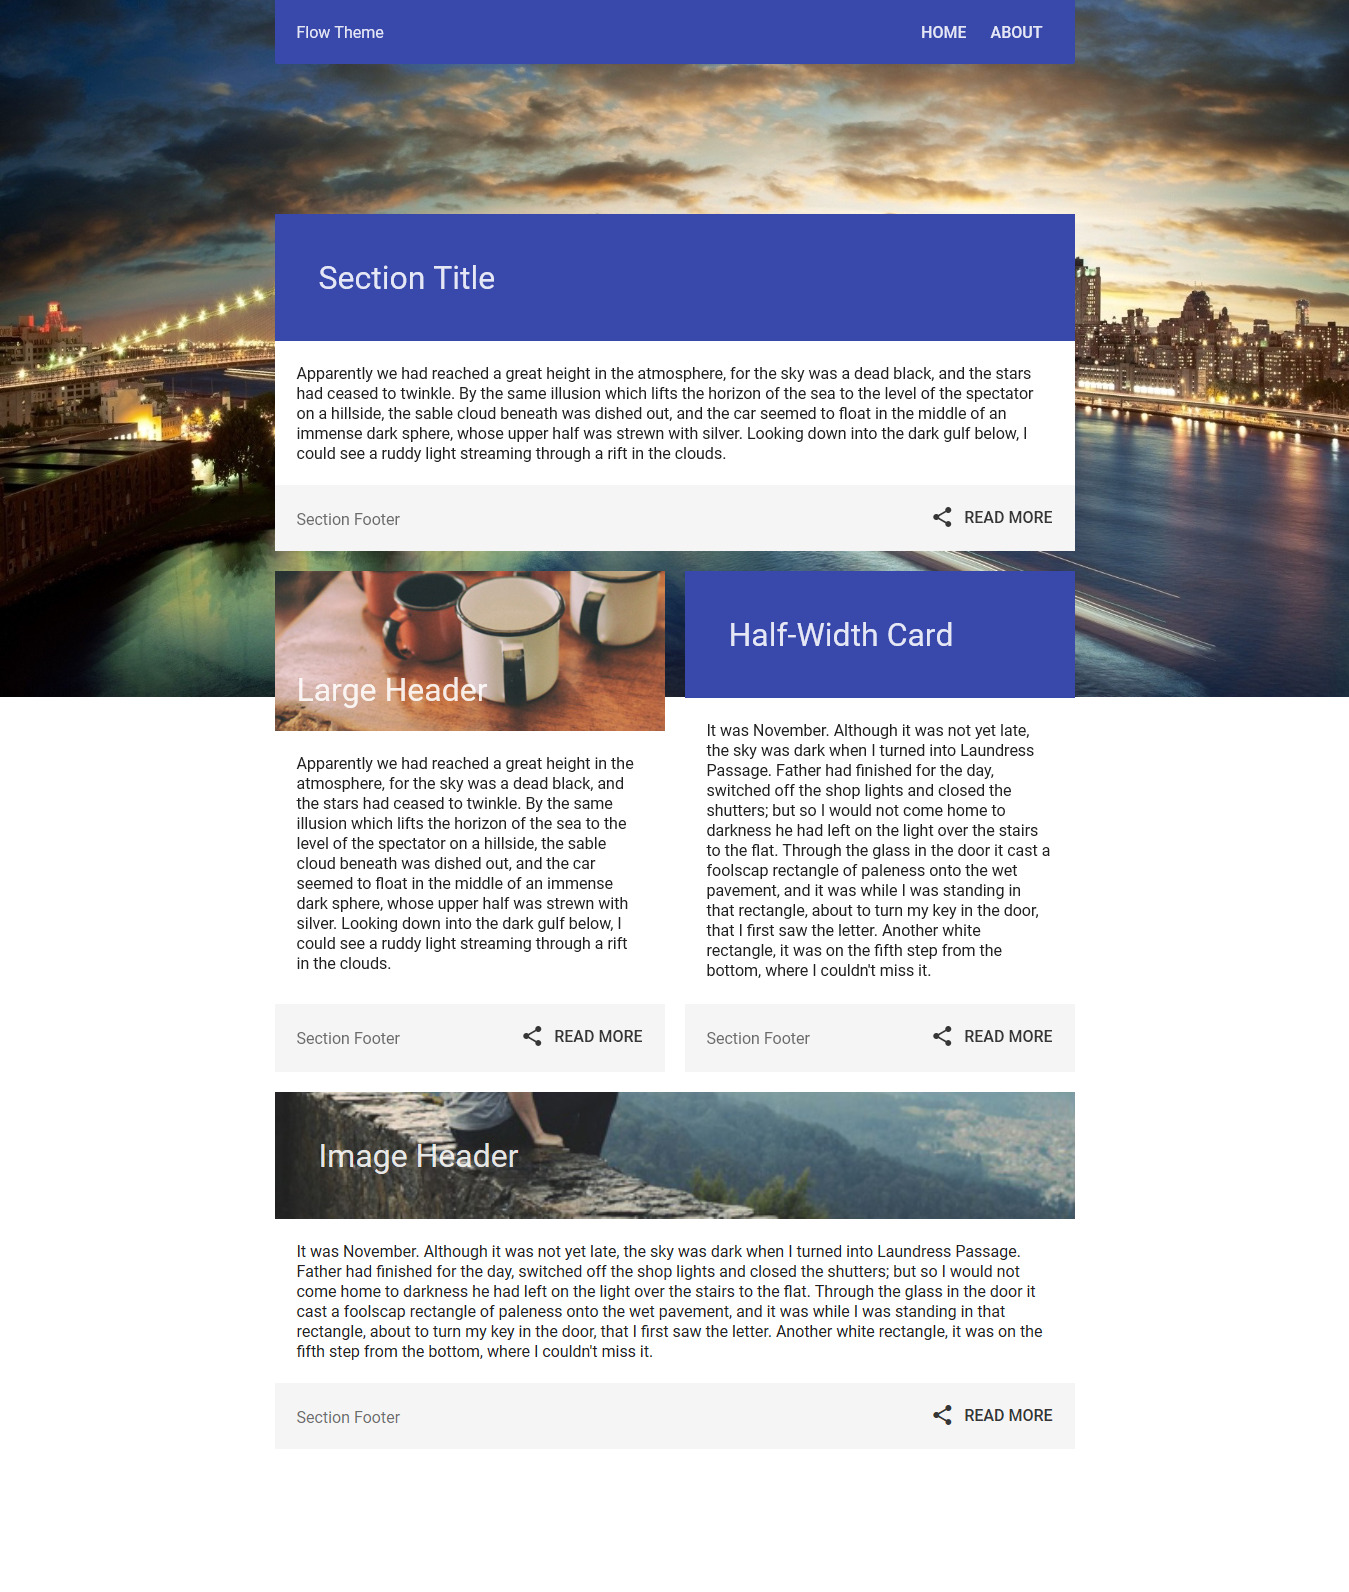 Flow Theme
HOME ABOUT
Section Title
Apparently we had reached a great height in the atmosphere, for the sky was a dead black, and the stars
had ceased to twinkle. By the same illusion which lifts the horizon of the sea to the level of the spectator
on a hillside, the sable cloud beneath was dished out, and the car seemed to float in the middle of an
immense dark sphere, whose upper half was strewn with silver. Looking down into the dark gulf below, I
could see a ruddy light streaming through a rift in the clouds.
Section Footer
READ MORE
Large Header
Apparently we had reached a great height in the
atmosphere, for the sky was a dead black, and
the stars had ceased to twinkle. By the same
illusion which lifts the horizon of the sea to the
level of the spectator on a hillside, the sable
cloud beneath was dished out, and the car
seemed to float in the middle of an immense
dark sphere, whose upper half was strewn with
silver. Looking down into the dark gulf below, I
could see a ruddy light streaming through a rift
in the clouds.
Section Footer
READ MORE
Half-Width Card
It was November. Although it was not yet late,
the sky was dark when I turned into Laundress
Passage. Father had finished for the day,
switched off the shop lights and closed the
shutters; but so I would not come home to
darkness he had left on the light over the stairs
to the flat. Through the glass in the door it cast a
foolscap rectangle of paleness onto the wet
pavement, and it was while I was standing in
that rectangle, about to turn my key in the door,
that I first saw the letter. Another white
rectangle, it was on the fifth step from the
bottom, where I couldn't miss it.
Section Footer
READ MORE
Image Header
It was November. Although it was not yet late, the sky was dark when I turned into Laundress Passage.
Father had finished for the day, switched off the shop lights and closed the shutters; but so I would not
come home to darkness he had left on the light over the stairs to the flat. Through the glass in the door it
cast a foolscap rectangle of paleness onto the wet pavement, and it was while I was standing in that
rectangle, about to turn my key in the door, that I first saw the letter. Another white rectangle, it was on the
fifth step from the bottom, where I couldn't miss it.
Section Footer
READ MORE